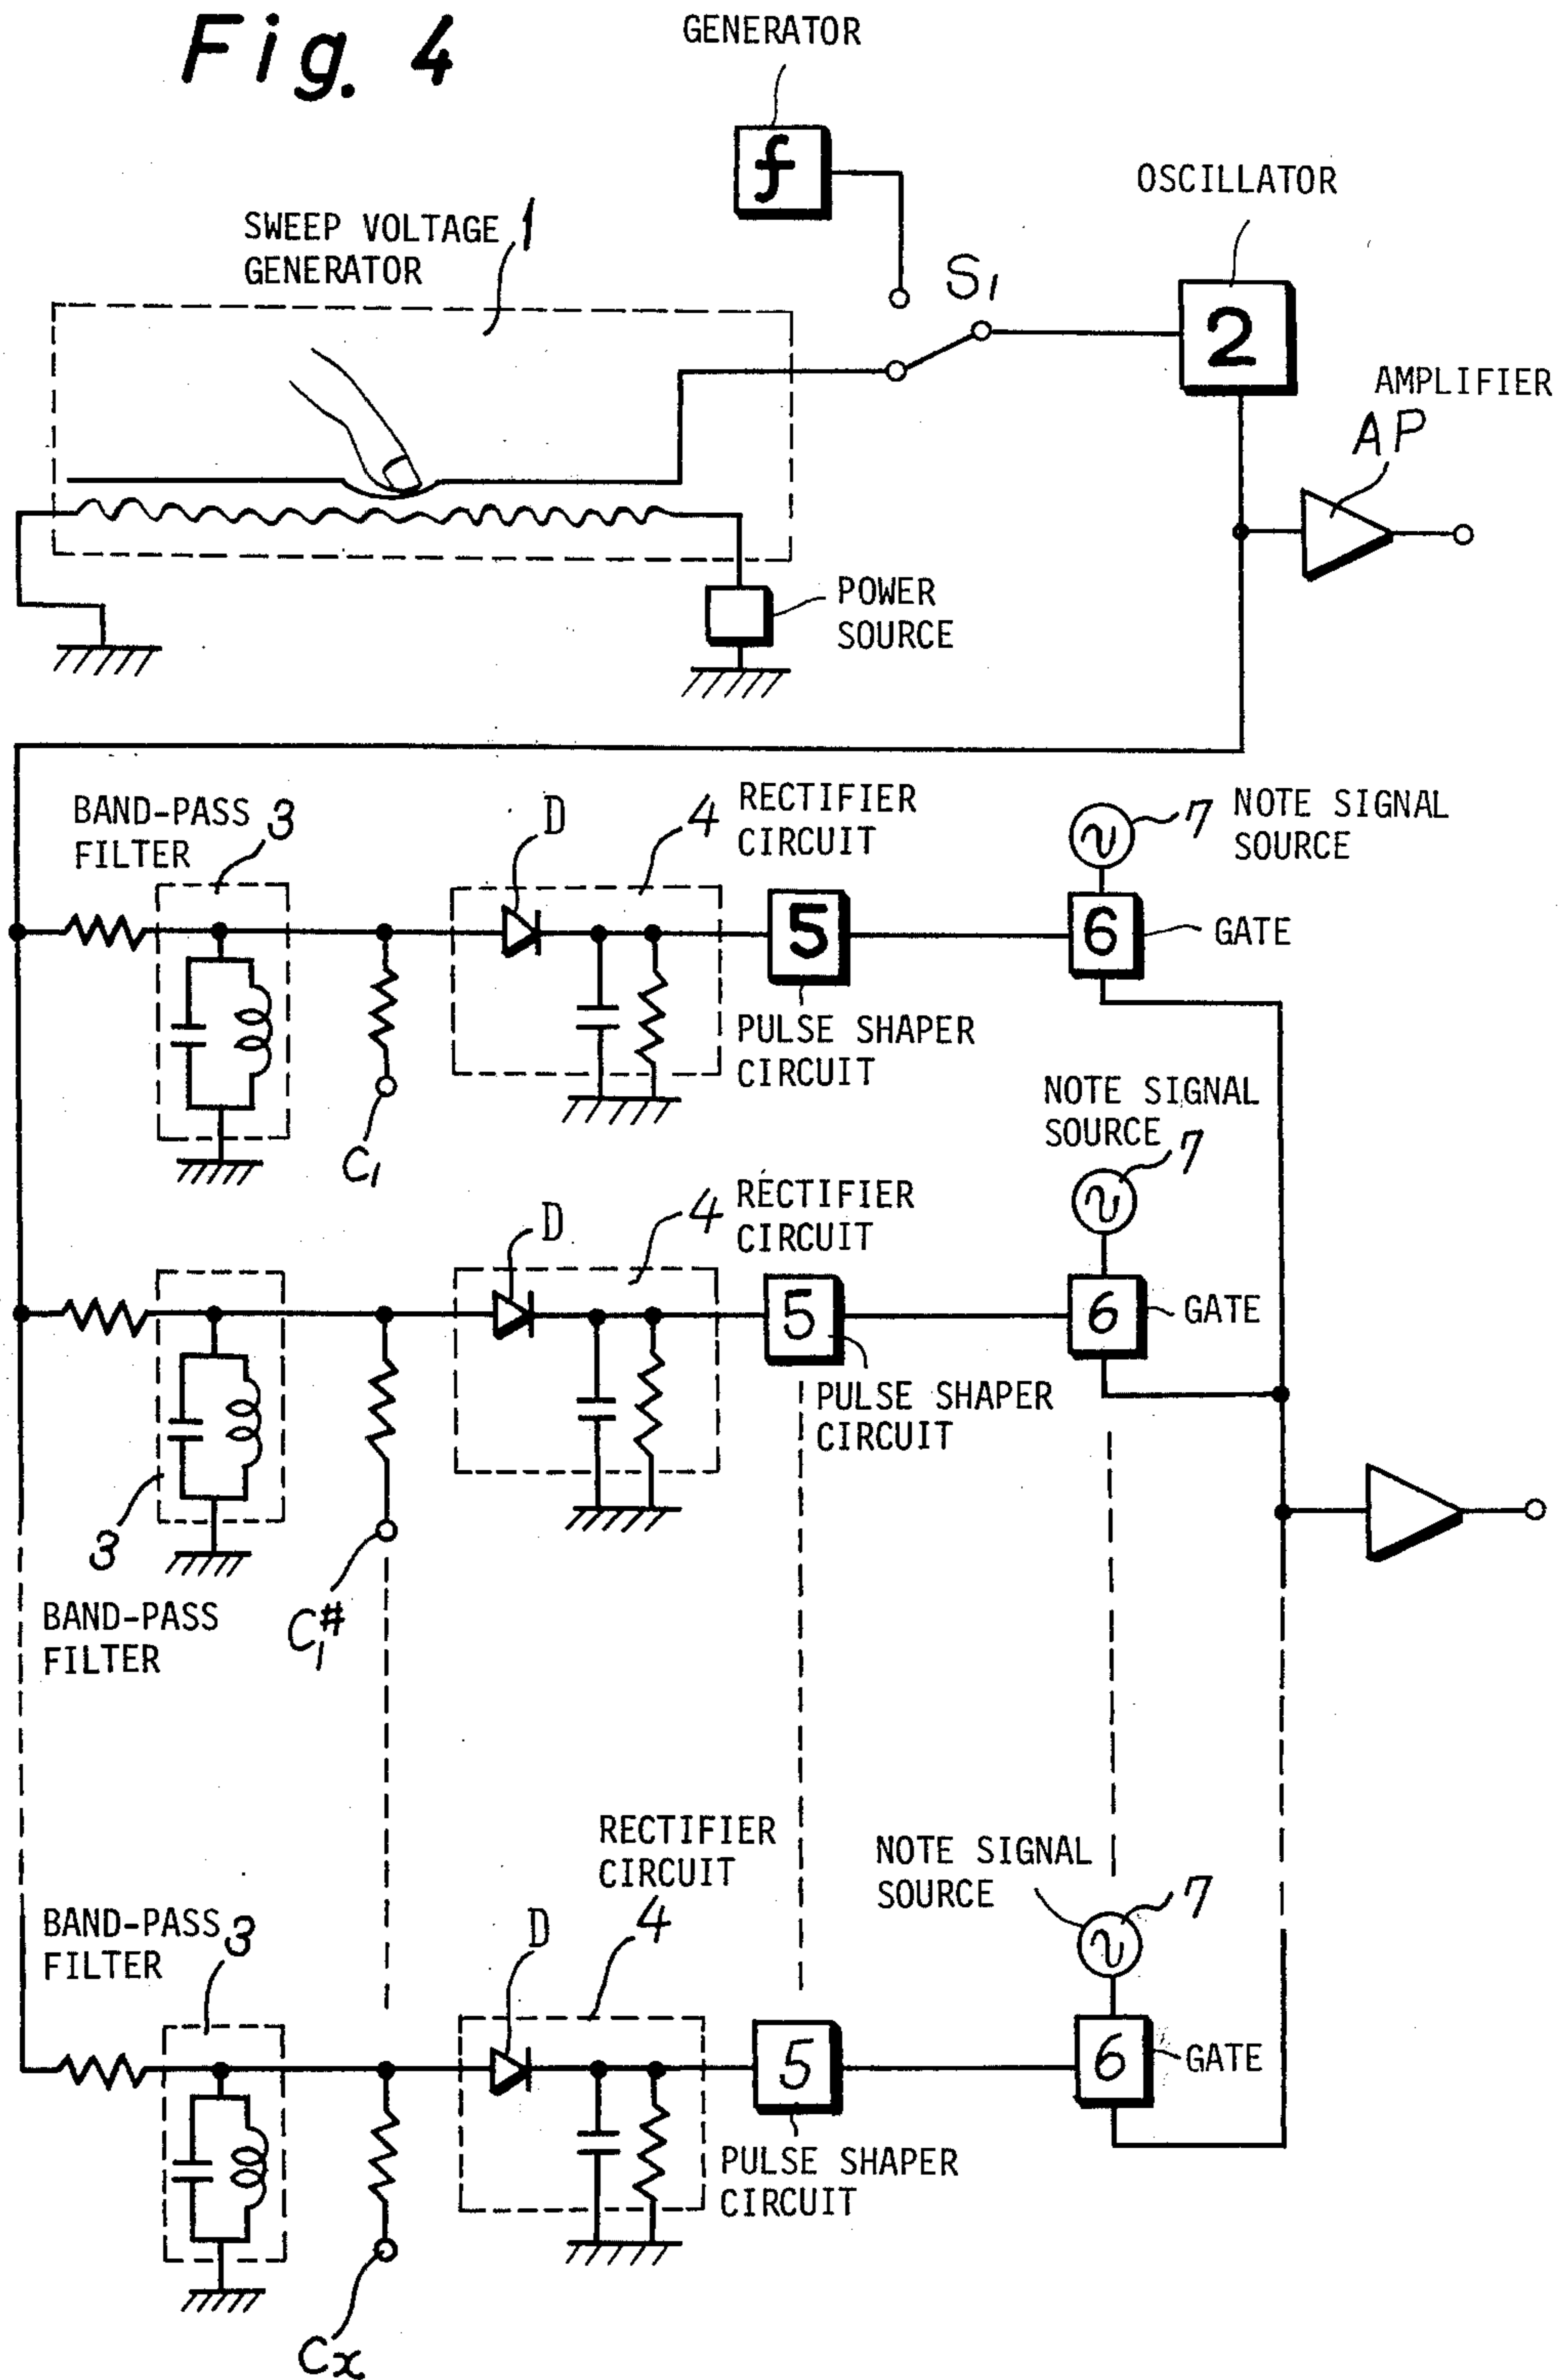 Fig. 4
GENERATOR
f
OSCILLATOR
SWEEP VOLTAGE 1
GENERATOR
S1
2
AMPLIFIER
AP
POWER
SOURCE
BAND-PASS 3
FILTER
D
4 RECTIFIER
CIRCUIT
7 NOTE SIGNAL
SOURCE
5
6
GATE
PULSE SHAPER
CIRCUIT
C1
NOTE SIGNAL
SOURCE 7
D
4 RECTIFIER
CIRCUIT
5
6
GATE
PULSE SHAPER
CIRCUIT
3
BAND-PASS
FILTER
C1#
RECTIFIER
CIRCUIT
4
NOTE SIGNAL
SOURCE
7
BAND-PASS 3
FILTER
D
5
6
GATE
PULSE SHAPER
CIRCUIT
Cx